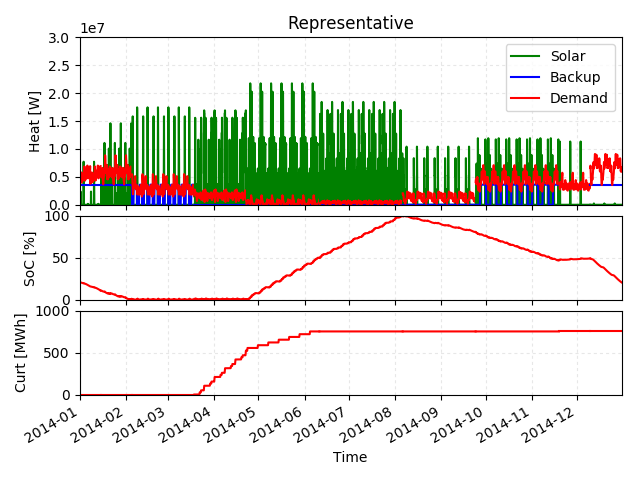 Representative
1e7
3.0
2.5
2.0
1.5
1.0
0.5
0.0
Heat [W]
Solar
Backup
Demand
100
50
0
SoC [%]
1000
500
0
Curt [MWh]
2014-01
2014-02
2014-03
2014-04
2014-05
2014-06
2014-07
2014-08
2014-09
2014-10
2014-11
2014-12
Time